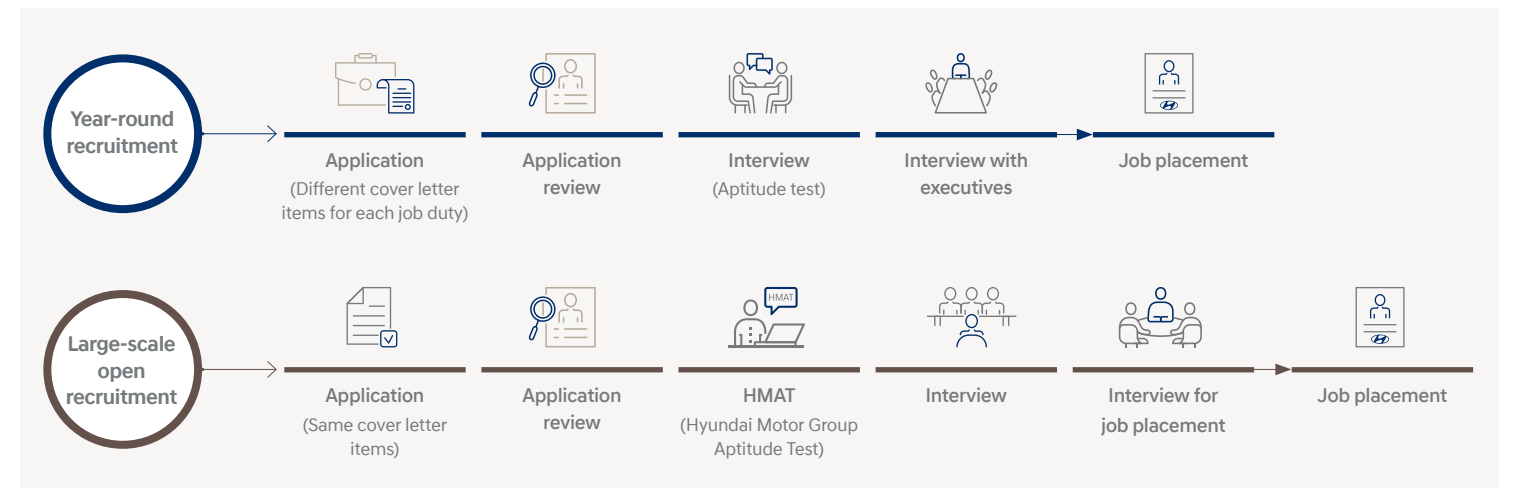 Year-round
recruitment
Application
(Different cover letter
items for each job duty)
Application
review
Interview
(Aptitude test)
Interview with
executives
Job placement
Large-scale
open
recruitment
Application
(Same cover letter
items)
Application
review
HMAT
HMAT
(Hyundai Motor Group
Aptitude Test)
Interview
Interview for
job placement
Job placement